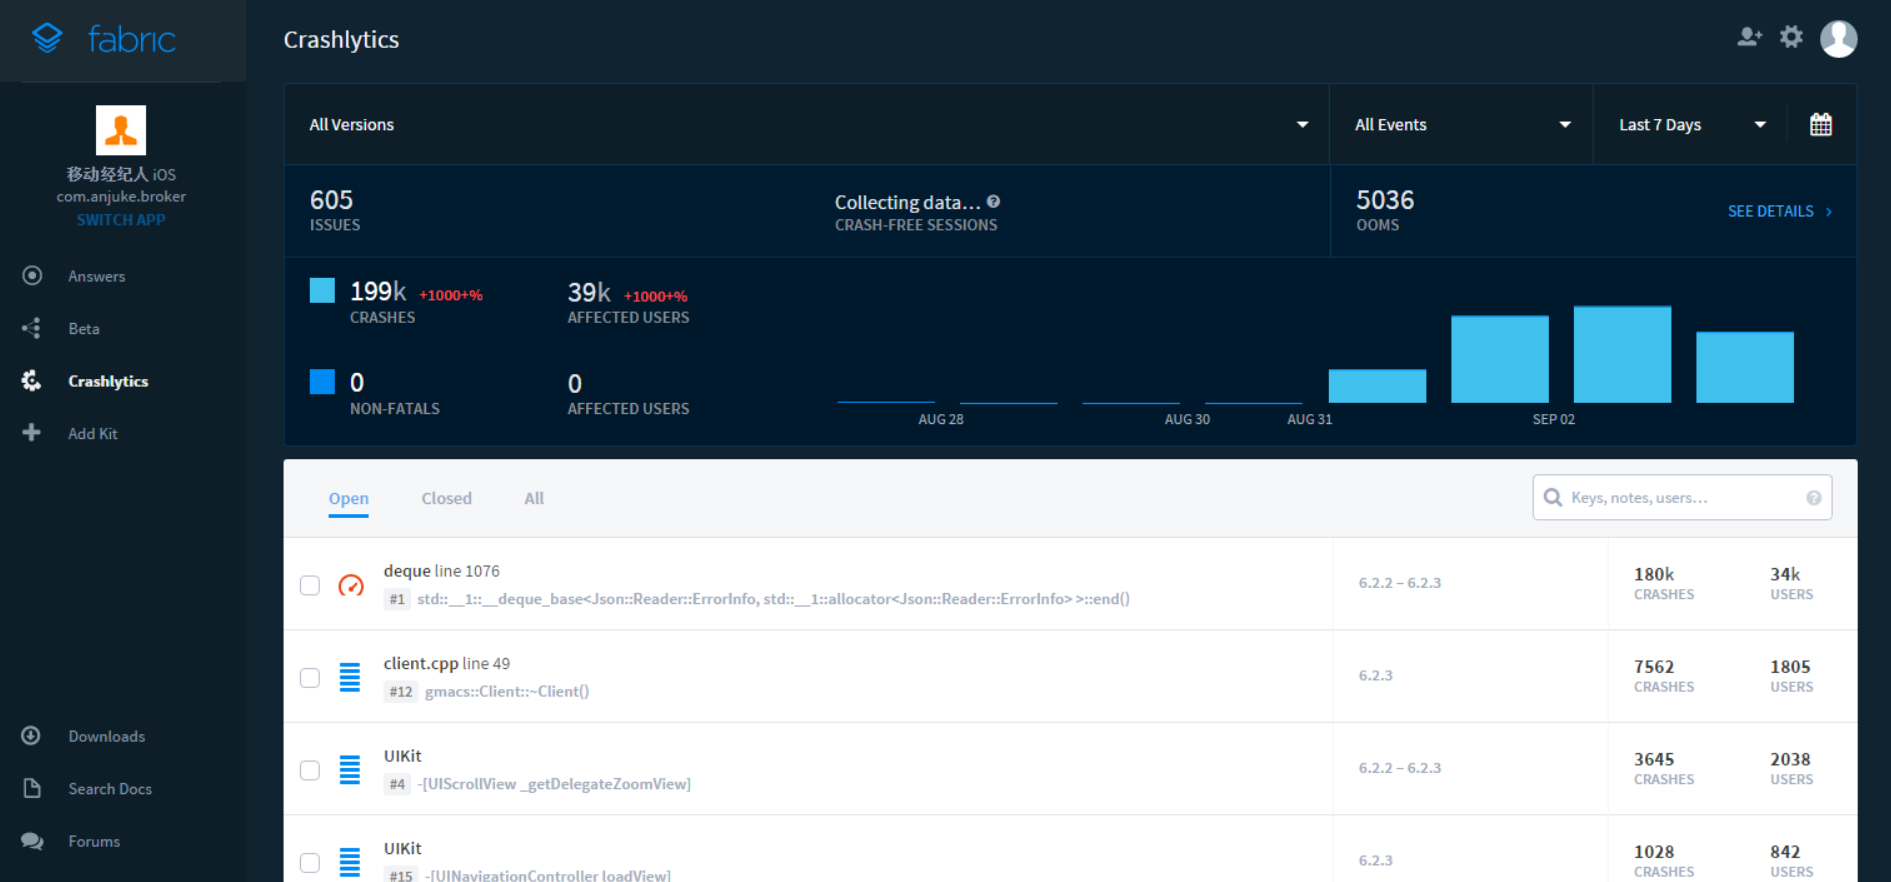 fabric
Crashlytics
移动经纪人 iOS
com.anjuke.broker
SWITCH APP
Answers
Beta
Crashlytics
Add Kit
Downloads
Search Docs
Forums
All Versions
All Events
Last 7 Days
605
ISSUES
Collecting data... ?
CRASH-FREE SESSIONS
5036
OOMS
SEE DETAILS >
199k +1000+%
CRASHES
39k +1000+%
AFFECTED USERS
0
NON-FATALS
0
AFFECTED USERS
AUG 28
AUG 30
AUG 31
SEP 02
Open Closed All
Keys, notes, users... ?
deque line 1076
#1 std::__1::__deque_base<Json::Reader::ErrorInfo, std::__1::allocator<Json::Reader::ErrorInfo> >::end()
6.2.2 – 6.2.3
180k
CRASHES
34k
USERS
client.cpp line 49
#12 gmacs::Client::~Client()
6.2.3
7562
CRASHES
1805
USERS
UIKit
#4 -[UIScrollView _getDelegateZoomView]
6.2.2 – 6.2.3
3645
CRASHES
2038
USERS
UIKit
#15 -[UINavigationController loadView]
6.2.3
1028
CRASHES
842
USERS